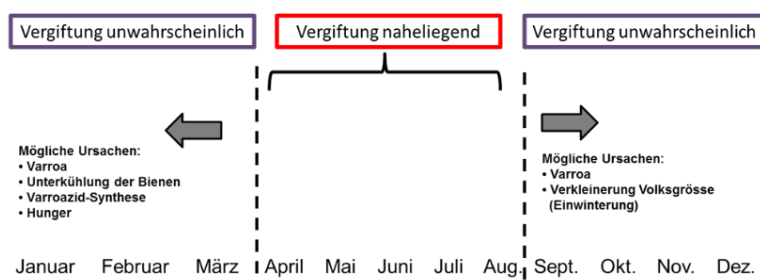 Vergiftung unwahrscheinlich
Vergiftung naheliegend
Vergiftung unwahrscheinlich
Mögliche Ursachen:
• Varroa
• Unterkühlung der Bienen
• Varroazid-Synthese
• Hunger
Mögliche Ursachen:
• Varroa
• Verkleinerung Volksgrösse
(Einwinterung)
Januar Februar März April Mai Juni Juli Aug. Sept. Okt. Nov. Dez.